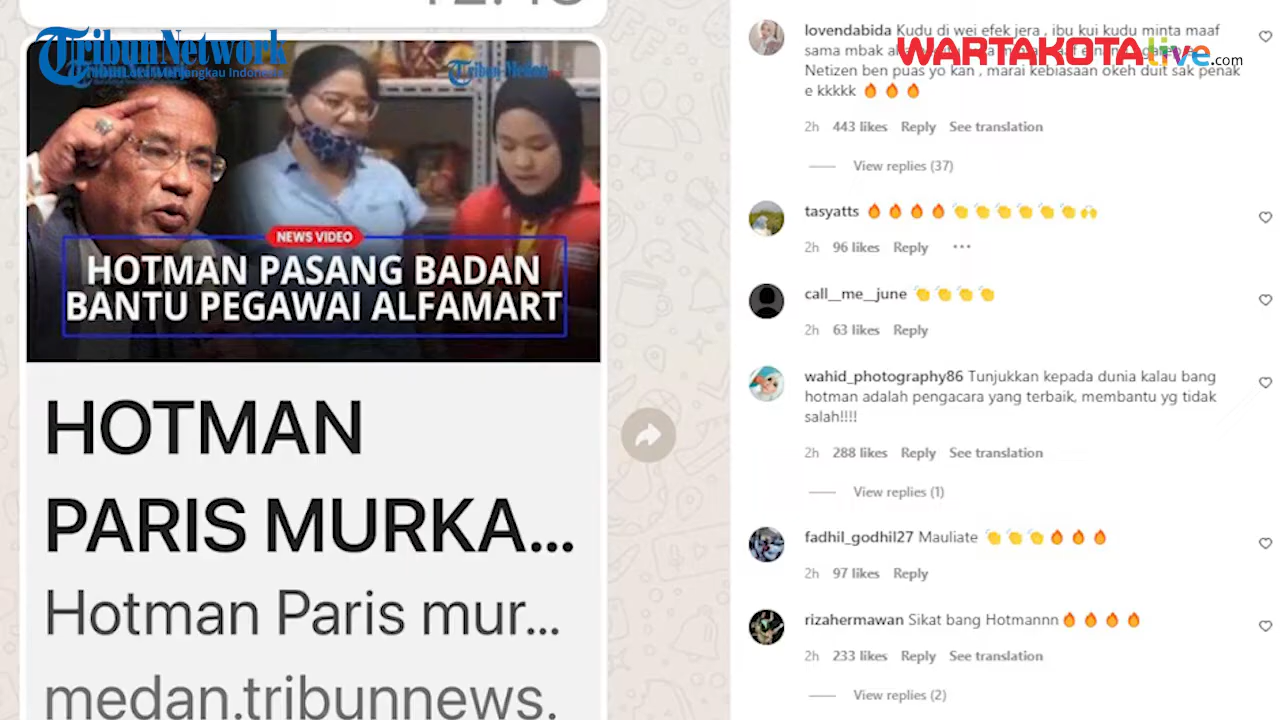 TribunNetwork
Tribun-Medan.com
NEWS VIDEO
HOTMAN PASANG BADAN
BANTU PEGAWAI ALFAMART
HOTMAN
PARIS MURKA...
Hotman Paris mur...
medan.tribunnews.
WARTAKOTAlive.com
lovendabida Kudu di wei efek jera , ibu kui kudu minta maaf
sama mbak
Netizen ben puas yo kan , marai kebiasaan okeh duit sak penak
e kkkkk 🔥🔥🔥
2h 443 likes Reply See translation
View replies (37)
tasyatts 🔥🔥🔥🔥👏👏👏👏👏👏🙌
2h 96 likes Reply ...
call__me__june 👏👏👏👏
2h 63 likes Reply
wahid_photography86 Tunjukkan kepada dunia kalau bang
hotman adalah pengacara yang terbaik, membantu yg tidak
salah!!!!
2h 288 likes Reply See translation
View replies (1)
fadhil_godhil27 Mauliate 👏👏👏🔥🔥🔥
2h 97 likes Reply
rizahermawan Sikat bang Hotmannn🔥🔥🔥🔥
2h 233 likes Reply See translation
View replies (2)